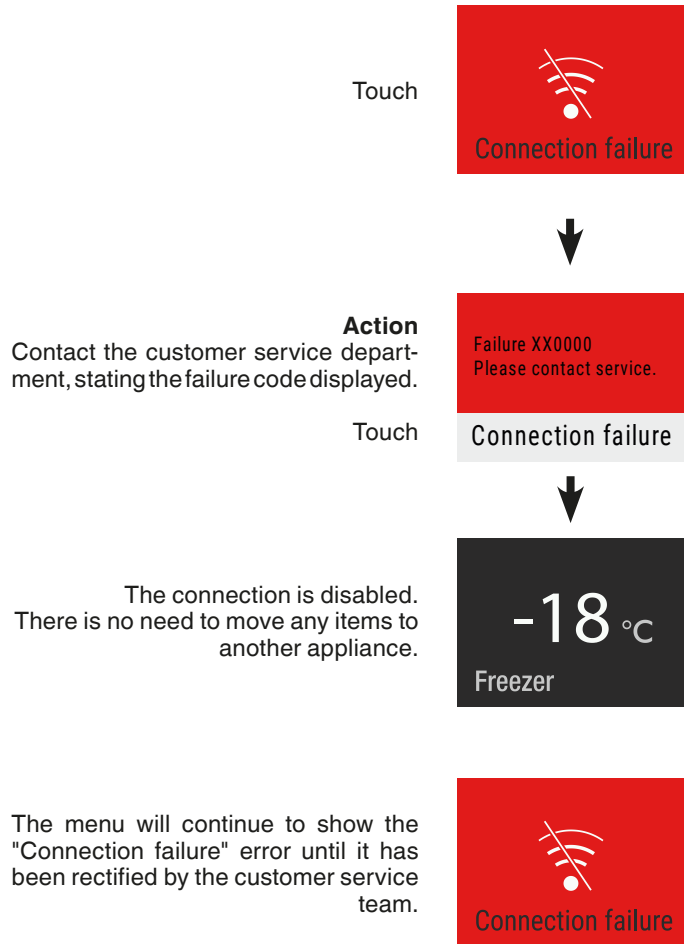 Touch
Connection failure
Action
Contact the customer service depart-
ment, stating the failure code displayed.
Failure XX0000
Please contact service.
Touch
Connection failure
The connection is disabled.
There is no need to move any items to
another appliance.
-18 °C
Freezer
The menu will continue to show the
"Connection failure" error until it has
been rectified by the customer service
team.
Connection failure